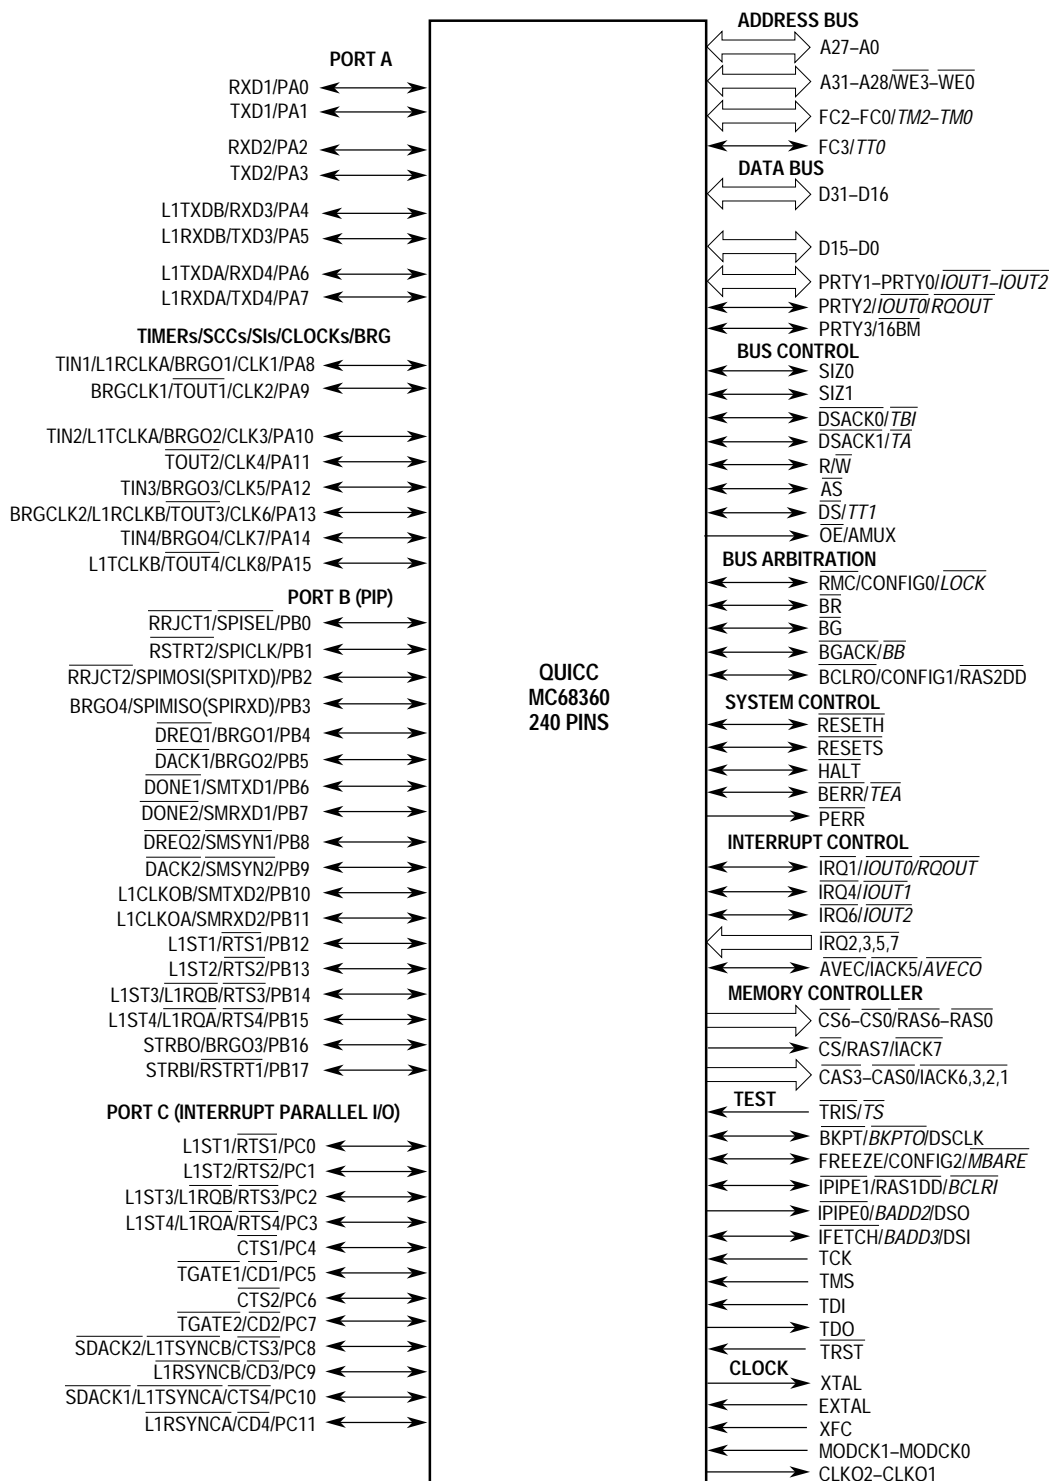 PORT A
RXD1/PA0
TXD1/PA1
RXD2/PA2
TXD2/PA3
L1TXDB/RXD3/PA4
L1RXDB/TXD3/PA5
L1TXDA/RXD4/PA6
L1RXDA/TXD4/PA7
TIMERs/SCCs/SIs/CLOCKs/BRG
TIN1/L1RCLKA/BRGO1/CLK1/PA8
BRGCLK1/TOUT1/CLK2/PA9
TIN2/L1TCLKA/BRGO2/CLK3/PA10
TOUT2/CLK4/PA11
TIN3/BRGO3/CLK5/PA12
BRGCLK2/L1RCLKB/TOUT3/CLK6/PA13
TIN4/BRGO4/CLK7/PA14
L1TCLKB/TOUT4/CLK8/PA15
PORT B (PIP)
RRJCT1/SPISEL/PB0
RSTRT2/SPICLK/PB1
RRJCT2/SPIMOSI(SPITXD)/PB2
BRGO4/SPIMISO(SPIRXD)/PB3
DREQ1/BRGO1/PB4
DACK1/BRGO2/PB5
DONE1/SMTXD1/PB6
DONE2/SMRXD1/PB7
DREQ2/SMSYN1/PB8
DACK2/SMSYN2/PB9
L1CLKOB/SMTXD2/PB10
L1CLKOA/SMRXD2/PB11
L1ST1/RTS1/PB12
L1ST2/RTS2/PB13
L1ST3/L1RQB/RTS3/PB14
L1ST4/L1RQA/RTS4/PB15
STRBO/BRGO3/PB16
STRBI/RSTRT1/PB17
PORT C (INTERRUPT PARALLEL I/O)
L1ST1/RTS1/PC0
L1ST2/RTS2/PC1
L1ST3/L1RQB/RTS3/PC2
L1ST4/L1RQA/RTS4/PC3
CTS1/PC4
TGATE1/CD1/PC5
CTS2/PC6
TGATE2/CD2/PC7
SDACK2/L1TSYNCB/CTS3/PC8
L1RSYNCB/CD3/PC9
SDACK1/L1TSYNCA/CTS4/PC10
L1RSYNCA/CD4/PC11
QUICC
MC68360
240 PINS
ADDRESS BUS
A27–A0
A31–A28/WE3–WE0
FC2–FC0/TM2–TM0
FC3/TT0
DATA BUS
D31–D16
D15–D0
PRTY1–PRTY0/IOUT1–IOUT2
PRTY2/IOUT0/RQOUT
PRTY3/16BM
BUS CONTROL
SIZ0
SIZ1
DSACK0/TBI
DSACK1/TA
R/W
AS
DS/TT1
OE/AMUX
BUS ARBITRATION
RMC/CONFIG0/LOCK
BR
BG
BGACK/BB
BCLRO/CONFIG1/RAS2DD
SYSTEM CONTROL
RESETH
RESETS
HALT
BERR/TEA
PERR
INTERRUPT CONTROL
IRQ1/IOUT0/RQOUT
IRQ4/IOUT1
IRQ6/IOUT2
IRQ2,3,5,7
AVEC/IACK5/AVECO
MEMORY CONTROLLER
CS6–CS0/RAS6–RAS0
CS/RAS7/IACK7
CAS3–CAS0/IACK6,3,2,1
TEST
TRIS/TS
BKPT/BKPTO/DSCLK
FREEZE/CONFIG2/MBARE
IPIPE1/RAS1DD/BCLRI
IPIPE0/BADD2/DSO
IFETCH/BADD3/DSI
TCK
TMS
TDI
TDO
TRST
CLOCK
XTAL
EXTAL
XFC
MODCK1–MODCK0
CLKO2–CLKO1